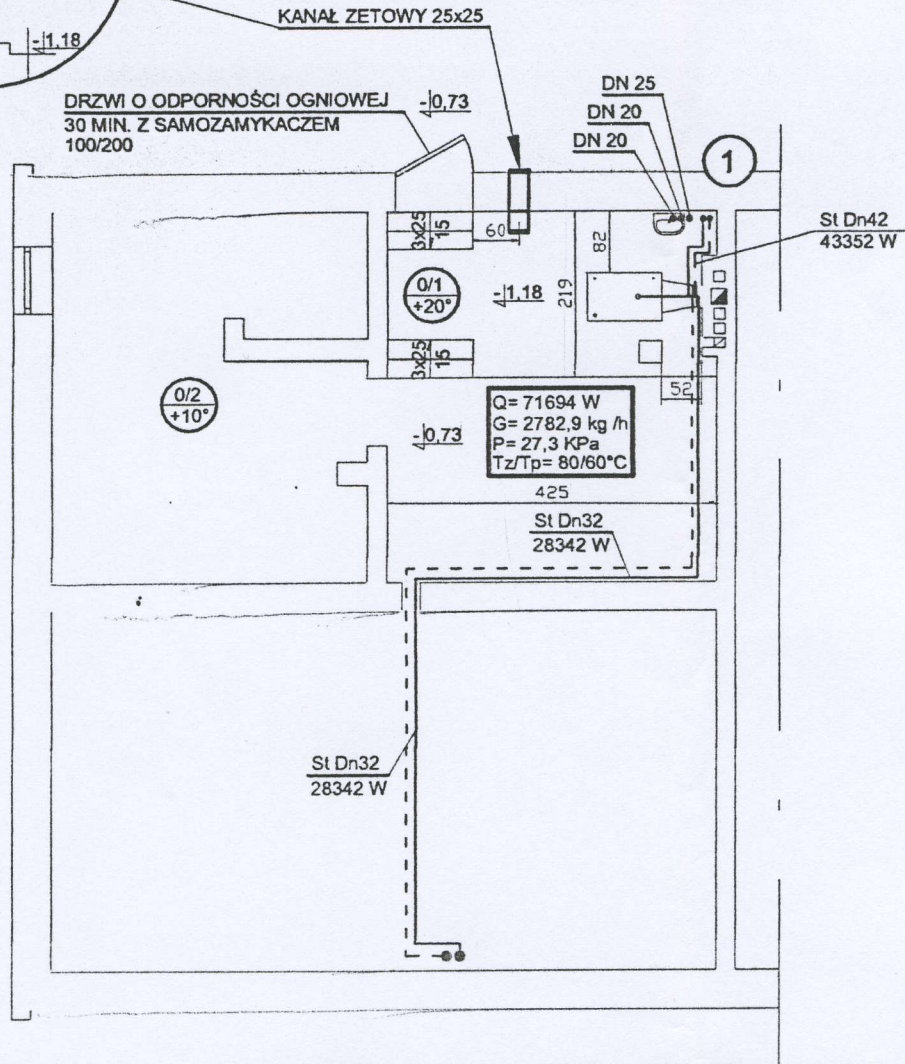 KANAŁ ZETOWY 25x25
-1,18
DRZWI O ODPORNOŚCI OGNIOWEJ
30 MIN. Z SAMOZAMYKACZEM
100/200
-0,73
DN 25
DN 20
DN 20
1
St Dn42
43352 W
3x25
15
60
82
219
0/1
+20°
-1,18
3x25
15
52
0/2
+10°
-0,73
Q= 71694 W
G= 2782,9 kg /h
P= 27,3 KPa
Tz/Tp= 80/60°C
425
St Dn32
28342 W
St Dn32
28342 W